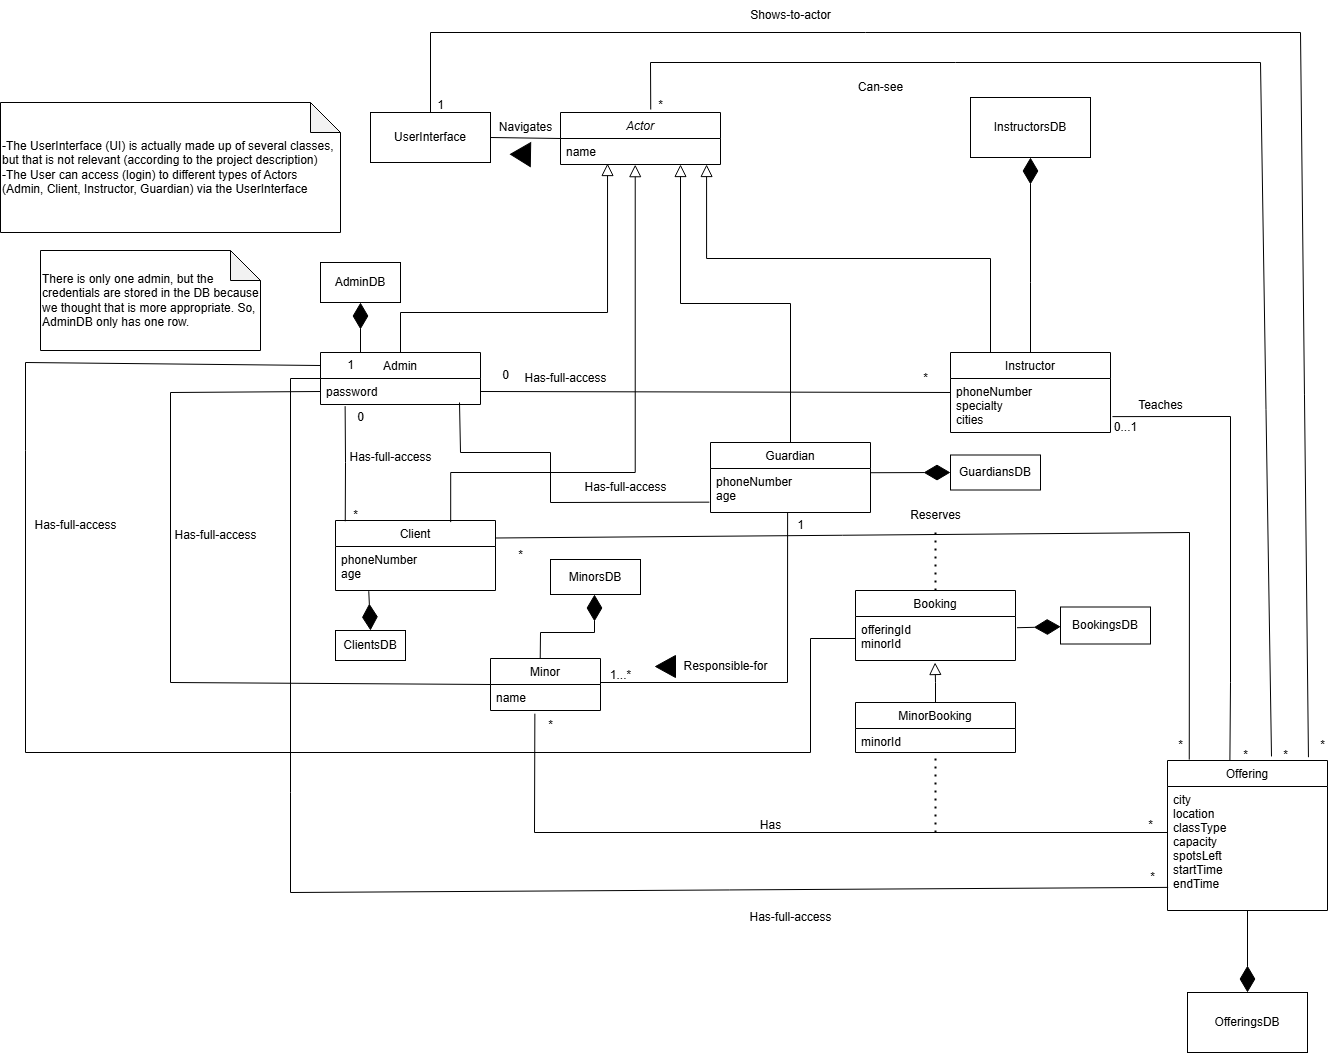 Shows-to-actor
Can-see
1
*
UserInterface
Navigates
Actor
name
InstructorsDB
-The UserInterface (UI) is actually made up of several classes,
but that is not relevant (according to the project description)
-The User can access (login) to different types of Actors
(Admin, Client, Instructor, Guardian) via the UserInterface
There is only one admin, but the
credentials are stored in the DB because
we thought that is more appropriate. So,
AdminDB only has one row.
AdminDB
1
Admin
password
0
Has-full-access
*
Instructor
phoneNumber
specialty
cities
Teaches
0...1
0
Has-full-access
*
Guardian
phoneNumber
age
GuardiansDB
Has-full-access
1
Reserves
Has-full-access
Has-full-access
Client
phoneNumber
age
*
MinorsDB
ClientsDB
Booking
offeringId
minorId
BookingsDB
Minor
name
1...*
Responsible-for
*
MinorBooking
minorId
*
*
*
*
Offering
city
location
classType
capacity
spotsLeft
startTime
endTime
Has
*
*
Has-full-access
OfferingsDB